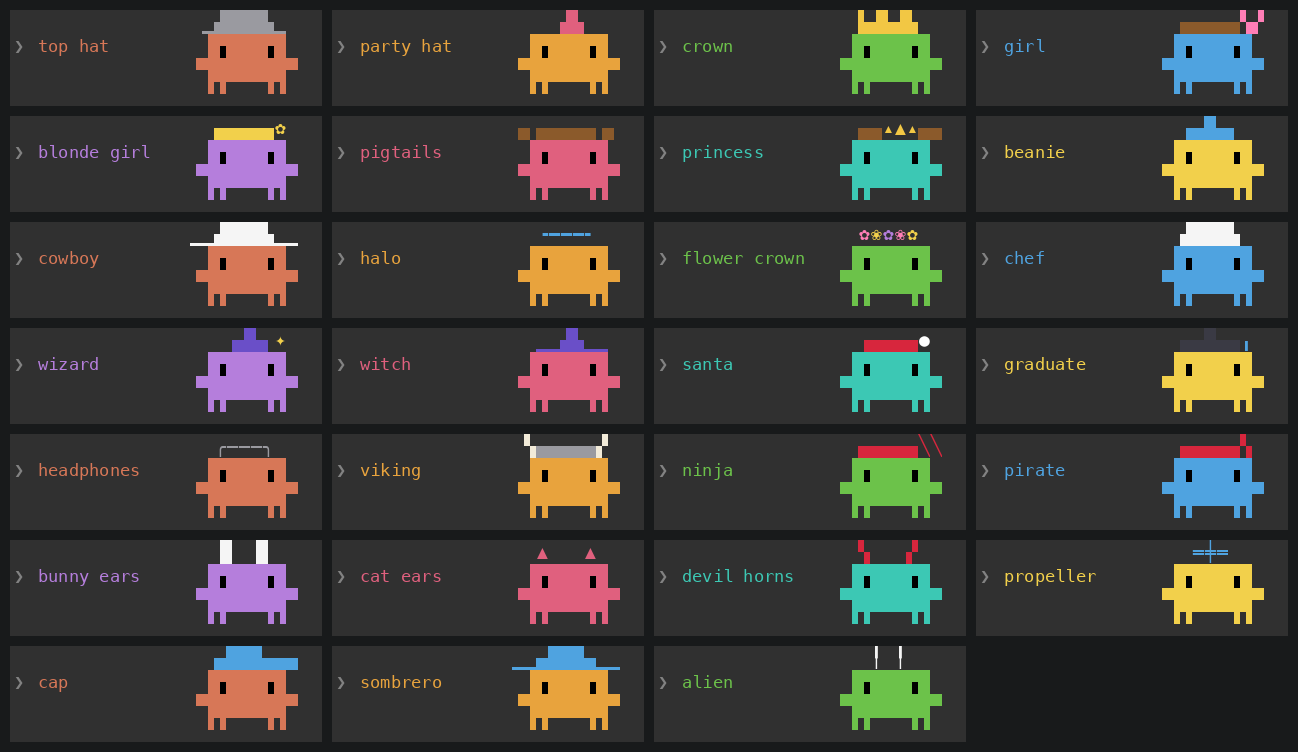 ❯ top hat
❯ party hat
❯ crown
❯ girl
❯ blonde girl
❯ pigtails
❯ princess
❯ beanie
❯ cowboy
❯ halo
❯ flower crown
❯ chef
❯ wizard
❯ witch
❯ santa
❯ graduate
❯ headphones
❯ viking
❯ ninja
❯ pirate
❯ bunny ears
❯ cat ears
❯ devil horns
❯ propeller
❯ cap
❯ sombrero
❯ alien